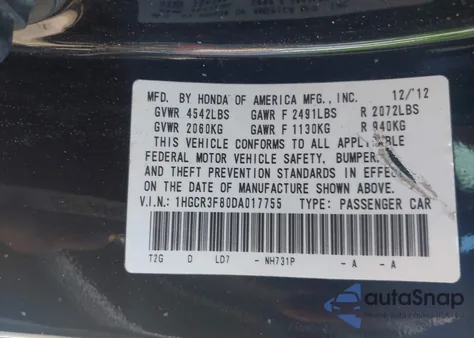 MFD. BY HONDA OF AMERICA MFG., INC. 12/'12
GVWR 4542LBS GAWR F 2491LBS R 2072LBS
GVWR 2060KG GAWR F 1130KG R 940KG
THIS VEHICLE CONFORMS TO ALL APPLICABLE
FEDERAL MOTOR VEHICLE SAFETY, BUMPER,
THEFT PREVENTION STANDARDS IN EFFECT
ON THE DATE OF MANUFACTURE SHOWN ABOVE.
V.I.N.: 1HGCR3F80DA017755 TYPE: PASSENGER CAR
T2G D LD7 - NH731P - A - A
autoSnap